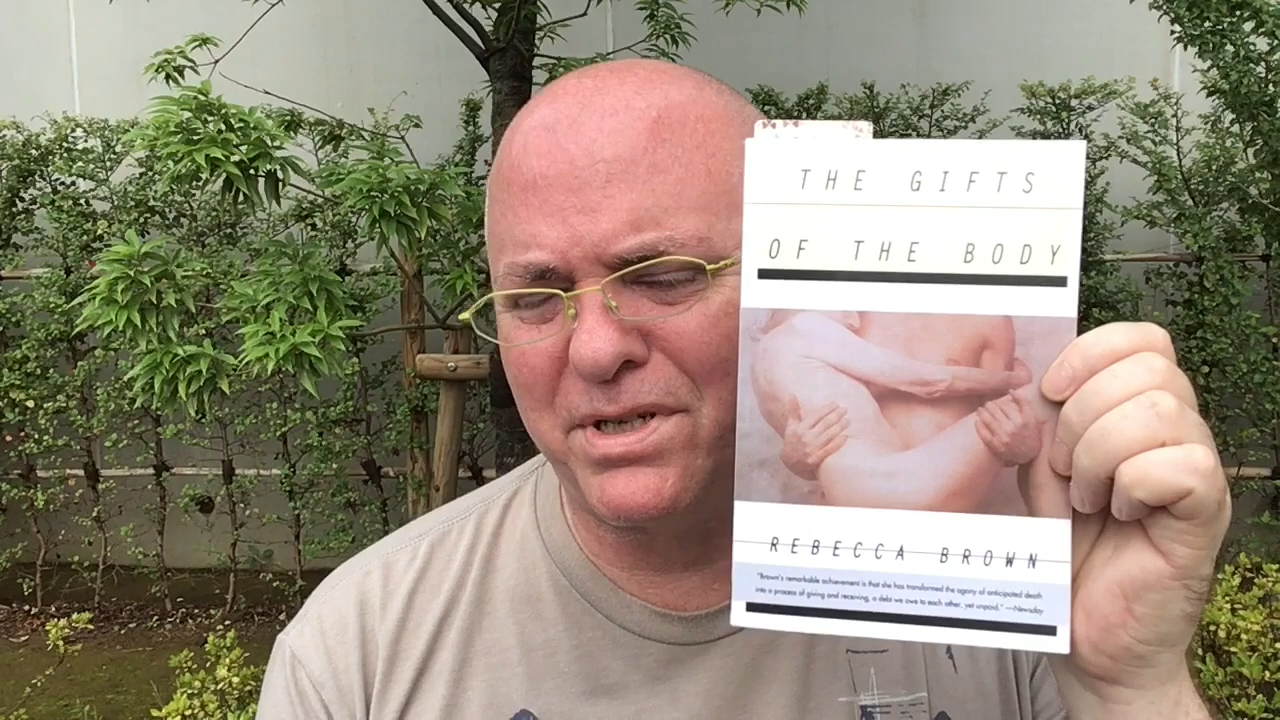 THE GIFTS
OF THE BODY
REBECCA BROWN
"Brown's remarkable achievement is that she has transformed the agony of anticipated death
into a process of giving and receiving, a debt we owe to each other, yet unpaid." —Newsday